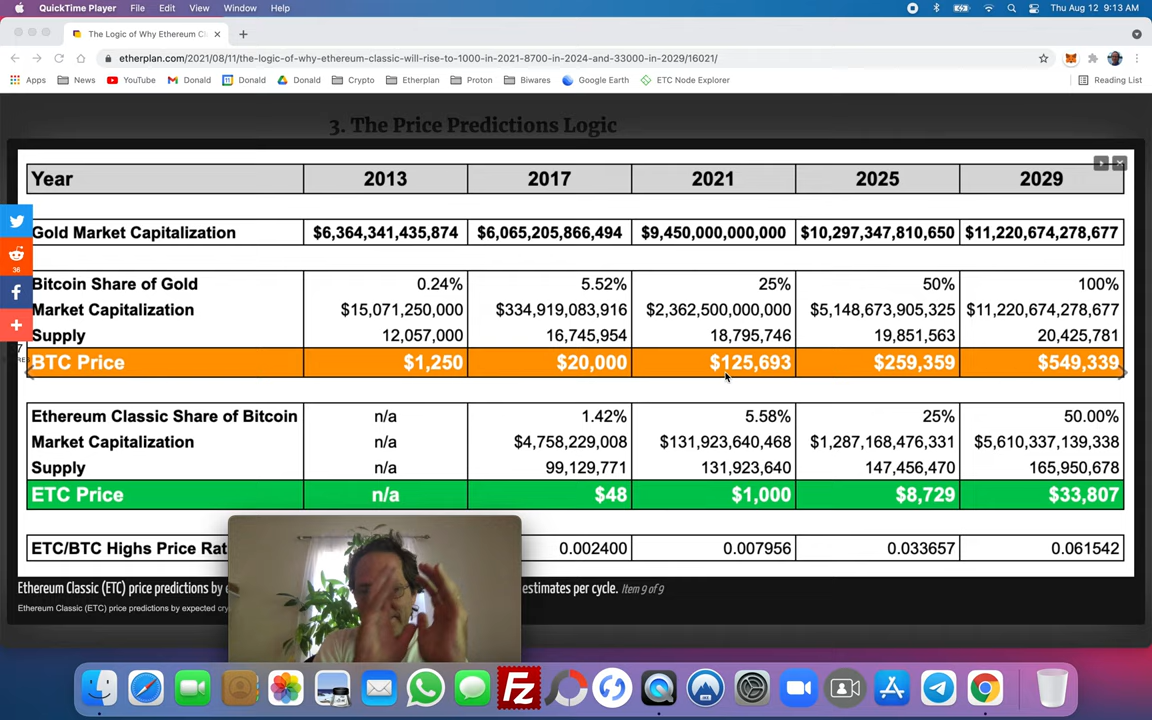 QuickTime Player File Edit View Window Help Thu Aug 12 9:13 AM
The Logic of Why Ethereum Cl
etherplan.com/2021/08/11/the-logic-of-why-ethereum-classic-will-rise-to-1000-in-2021-8700-in-2024-and-33000-in-2029/16021/
Apps News YouTube Donald Donald Donald Crypto Etherplan Proton Biwares Google Earth ETC Node Explorer Reading List
3. The Price Predictions Logic
Year 2013 2017 2021 2025 2029
Gold Market Capitalization $6,364,341,435,874 $6,065,205,866,494 $9,450,000,000,000 $10,297,347,810,650 $11,220,674,278,677
Bitcoin Share of Gold 0.24% 5.52% 25% 50% 100%
Market Capitalization $15,071,250,000 $334,919,083,916 $2,362,500,000,000 $5,148,673,905,325 $11,220,674,278,677
Supply 12,057,000 16,745,954 18,795,746 19,851,563 20,425,781
BTC Price $1,250 $20,000 $125,693 $259,359 $549,339
Ethereum Classic Share of Bitcoin n/a 1.42% 5.58% 25% 50.00%
Market Capitalization n/a $4,758,229,008 $131,923,640,468 $1,287,168,476,331 $5,610,337,139,338
Supply n/a 99,129,771 131,923,640 147,456,470 165,950,678
ETC Price n/a $48 $1,000 $8,729 $33,807
ETC/BTC Highs Price Rat 0.002400 0.007956 0.033657 0.061542
36
Ethereum Classic (ETC) price predictions by estimates per cycle. Item 9 of 9
Ethereum Classic (ETC) price predictions by expected cry
17
FZ